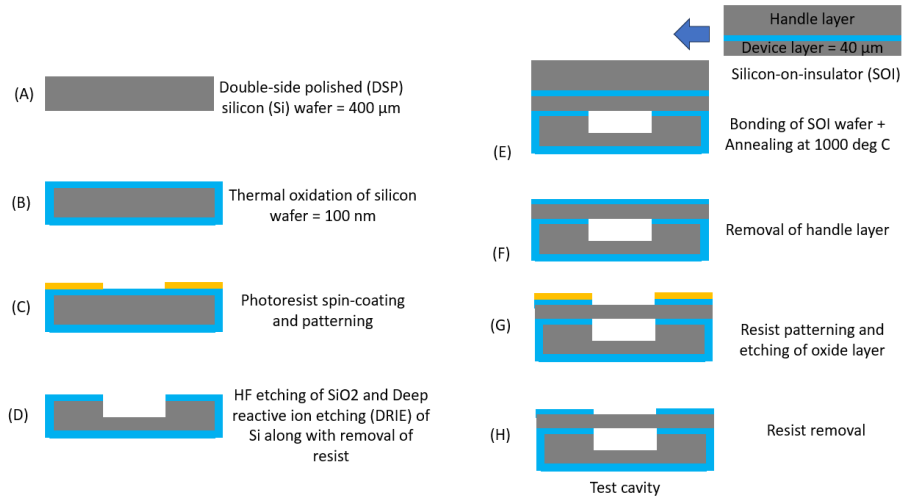 (A)
Double-side polished (DSP)
silicon (Si) wafer = 400 µm
(B)
Thermal oxidation of silicon
wafer = 100 nm
(C)
Photoresist spin-coating
and patterning
(D)
HF etching of SiO2 and Deep
reactive ion etching (DRIE) of
Si along with removal of
resist
Handle layer
Device layer = 40 µm
Silicon-on-insulator (SOI)
(E)
Bonding of SOI wafer +
Annealing at 1000 deg C
(F)
Removal of handle layer
(G)
Resist patterning and
etching of oxide layer
(H)
Resist removal
Test cavity